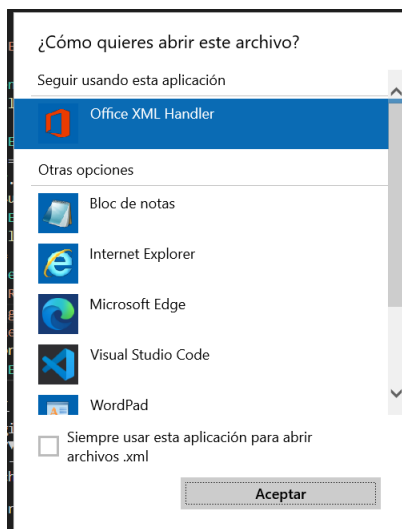 ¿Cómo quieres abrir este archivo?
Seguir usando esta aplicación
Office XML Handler
Otras opciones
Bloc de notas
Internet Explorer
Microsoft Edge
Visual Studio Code
WordPad
Siempre usar esta aplicación para abrir
archivos .xml
Aceptar